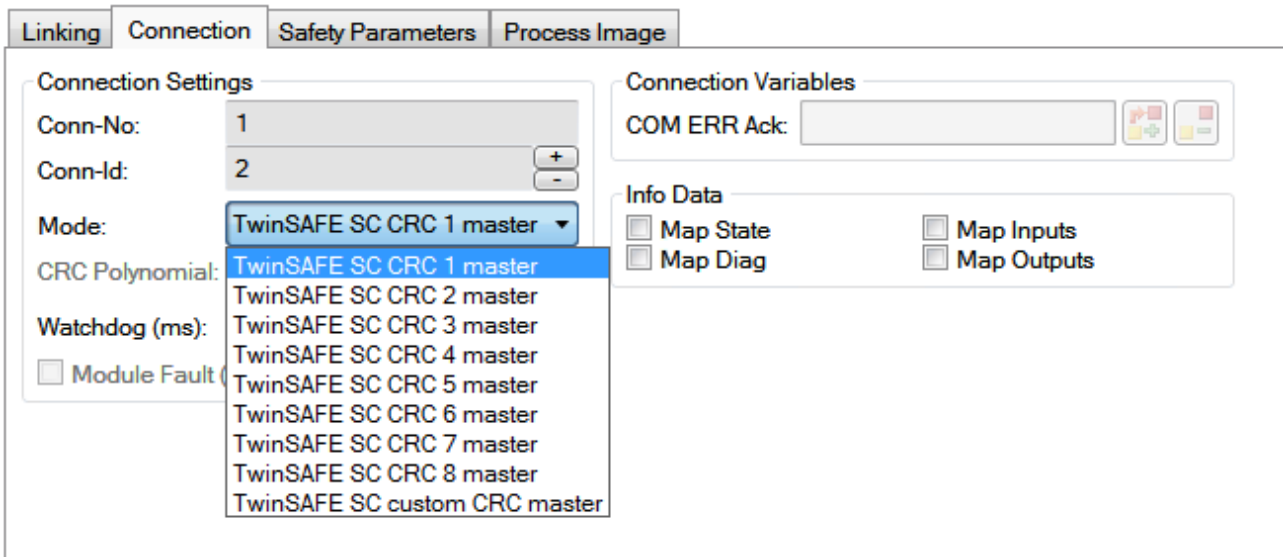 Linking Connection Safety Parameters Process Image
Connection Settings
Conn-No: 1
Conn-Id: 2
+
-
Mode: TwinSAFE SC CRC 1 master
CRC Polynomial:
Watchdog (ms):
Module Fault (
TwinSAFE SC CRC 1 master
TwinSAFE SC CRC 2 master
TwinSAFE SC CRC 3 master
TwinSAFE SC CRC 4 master
TwinSAFE SC CRC 5 master
TwinSAFE SC CRC 6 master
TwinSAFE SC CRC 7 master
TwinSAFE SC CRC 8 master
TwinSAFE SC custom CRC master
Connection Variables
COM ERR Ack:
Info Data
Map State Map Inputs
Map Diag Map Outputs